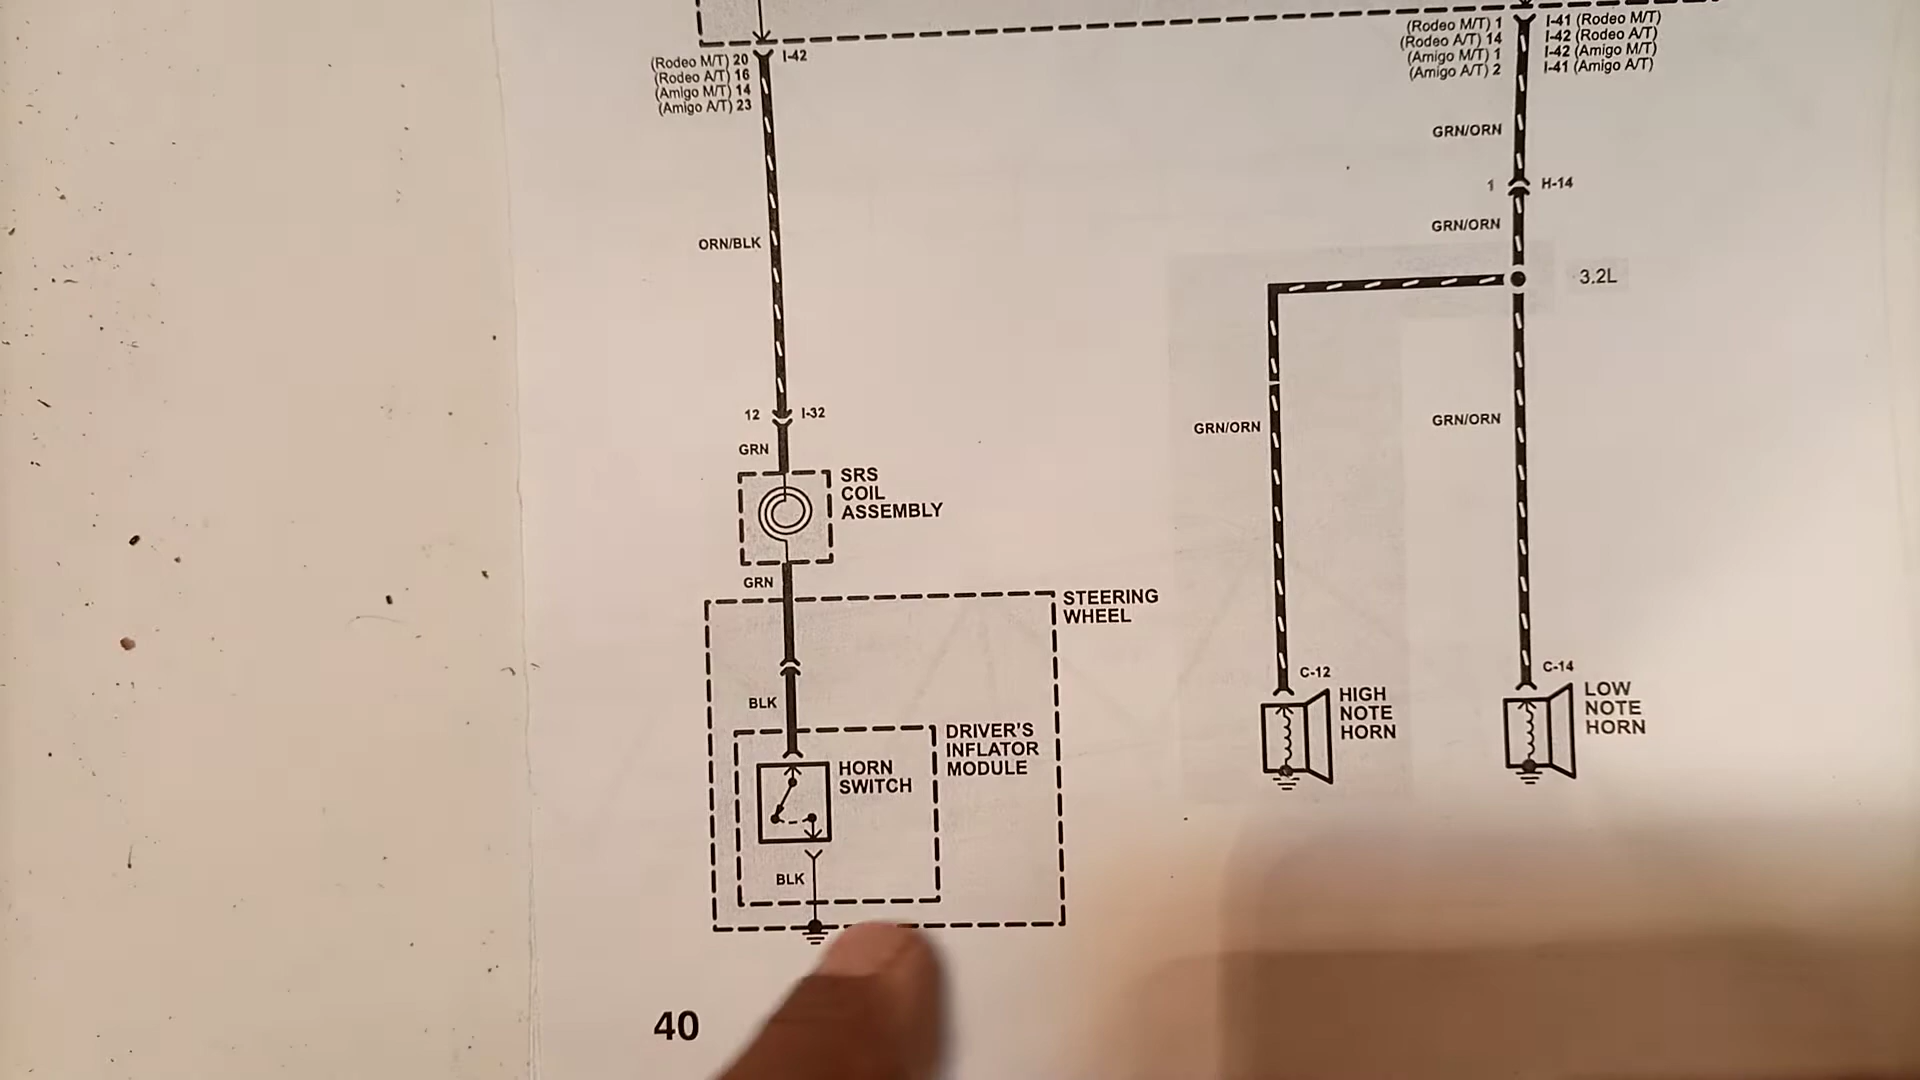 (Rodeo M/T) 20
(Rodeo A/T) 16
(Amigo M/T) 14
(Amigo A/T) 23
I-42
(Rodeo M/T) 1
(Rodeo A/T) 14
(Amigo M/T) 1
(Amigo A/T) 2
I-41 (Rodeo M/T)
I-42 (Rodeo A/T)
I-42 (Amigo M/T)
I-41 (Amigo A/T)
GRN/ORN
1 H-14
GRN/ORN
ORN/BLK
3.2L
12 I-32
GRN
GRN/ORN
GRN/ORN
SRS
COIL
ASSEMBLY
GRN
STEERING
WHEEL
BLK
C-12
C-14
HIGH
NOTE
HORN
LOW
NOTE
HORN
DRIVER'S
INFLATOR
MODULE
HORN
SWITCH
BLK
40